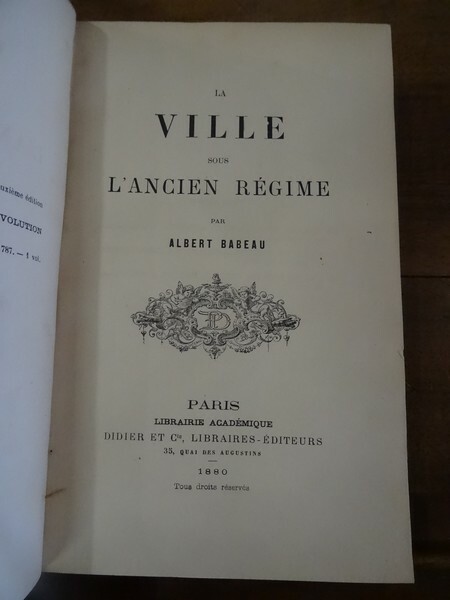 uxième édition
VOLUTION
787. — 1 vol.
LA
VILLE
SOUS
L'ANCIEN RÉGIME
PAR
ALBERT BABEAU
PARIS
LIBRAIRIE ACADÉMIQUE
DIDIER ET Cie, LIBRAIRES-ÉDITEURS
35, QUAI DES AUGUSTINS
1880
Tous droits réservés